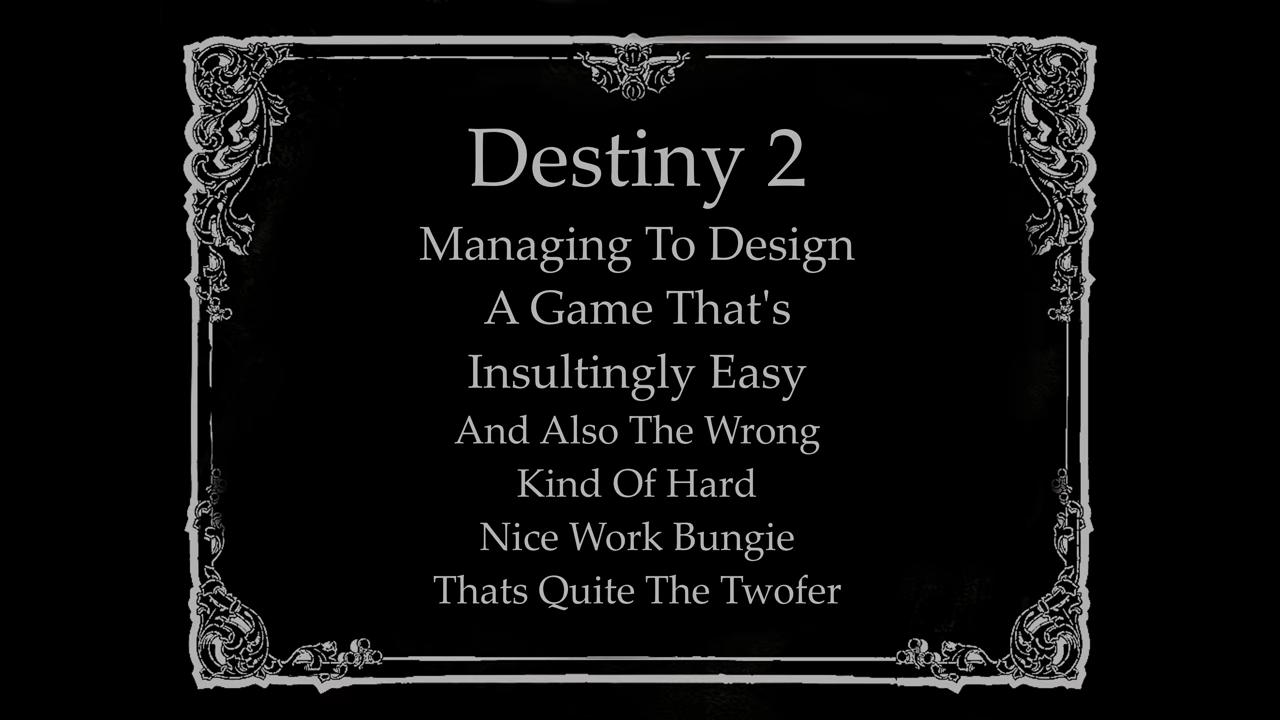 Destiny 2
Managing To Design
A Game That's
Insultingly Easy
And Also The Wrong
Kind Of Hard
Nice Work Bungie
Thats Quite The Twofer